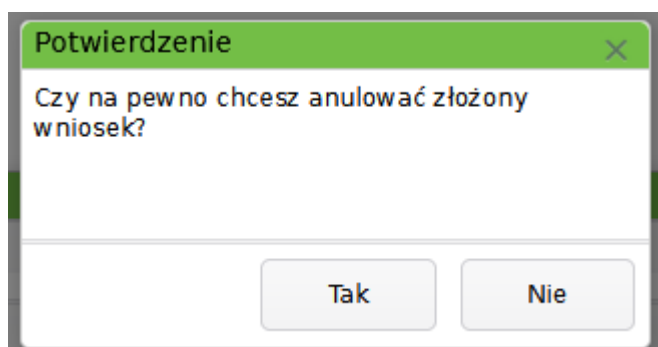 Potwierdzenie
Czy na pewno chcesz anulować złożony
wniosek?
Tak
Nie